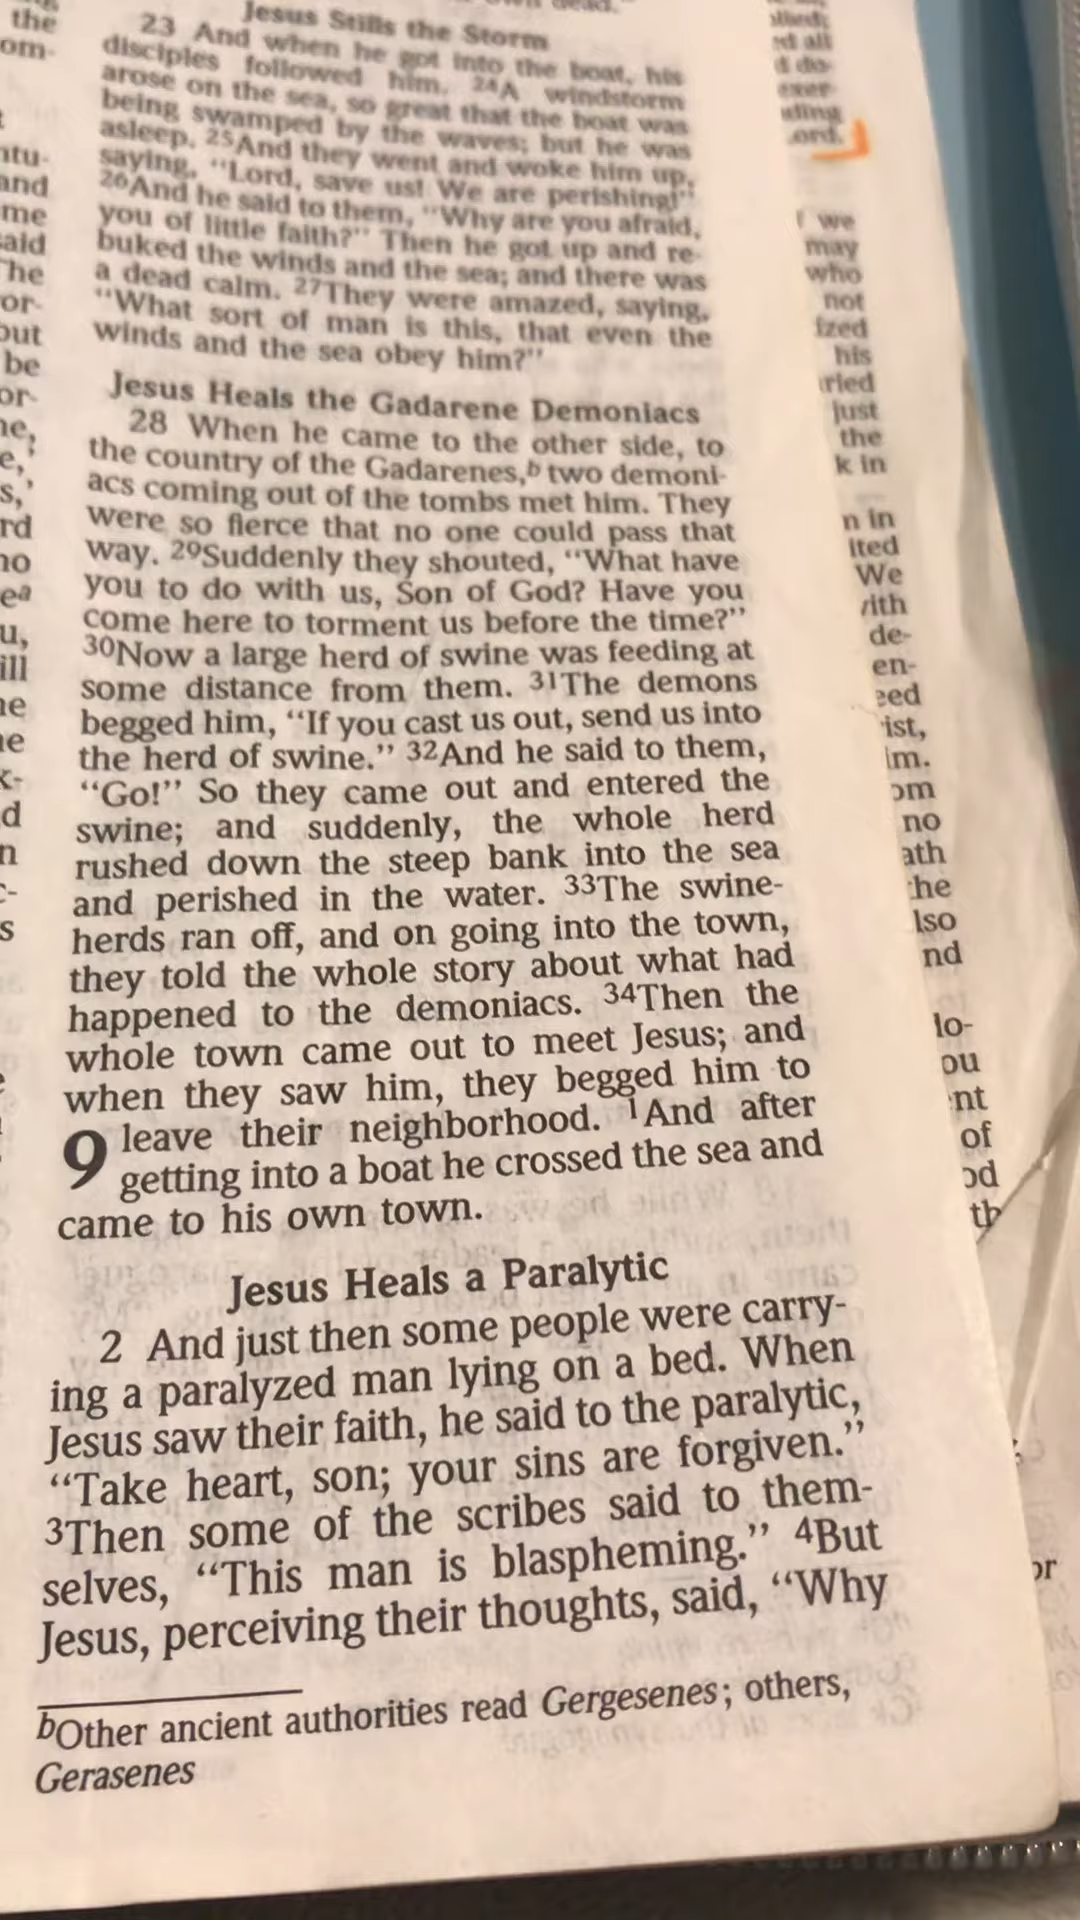 Jesus Stills the Storm
23 And when he got into the boat, his
disciples followed him. 24A windstorm
arose on the sea, so great that the boat was
being swamped by the waves; but he was
asleep. 25And they went and woke him up,
saying, “Lord, save us! We are perishing!”
26And he said to them, “Why are you afraid,
you of little faith?” Then he got up and re-
buked the winds and the sea; and there was
a dead calm. 27They were amazed, saying,
“What sort of man is this, that even the
winds and the sea obey him?”
Jesus Heals the Gadarene Demoniacs
28 When he came to the other side, to
the country of the Gadarenes,b two demoni-
acs coming out of the tombs met him. They
were so fierce that no one could pass that
way. 29Suddenly they shouted, “What have
you to do with us, Son of God? Have you
come here to torment us before the time?”
30Now a large herd of swine was feeding at
some distance from them. 31The demons
begged him, “If you cast us out, send us into
the herd of swine.” 32And he said to them,
“Go!” So they came out and entered the
swine; and suddenly, the whole herd
rushed down the steep bank into the sea
and perished in the water. 33The swine-
herds ran off, and on going into the town,
they told the whole story about what had
happened to the demoniacs. 34Then the
whole town came out to meet Jesus; and
when they saw him, they begged him to
9 leave their neighborhood. 1And after
getting into a boat he crossed the sea and
came to his own town.
Jesus Heals a Paralytic
2 And just then some people were carry-
ing a paralyzed man lying on a bed. When
Jesus saw their faith, he said to the paralytic,
“Take heart, son; your sins are forgiven.”
3Then some of the scribes said to them-
selves, “This man is blaspheming.” 4But
Jesus, perceiving their thoughts, said, “Why
bOther ancient authorities read Gergesenes; others,
Gerasenes
we
may
who
not
his
just
the
k in
n in
We
de-
en-
no
nd
lo-
of